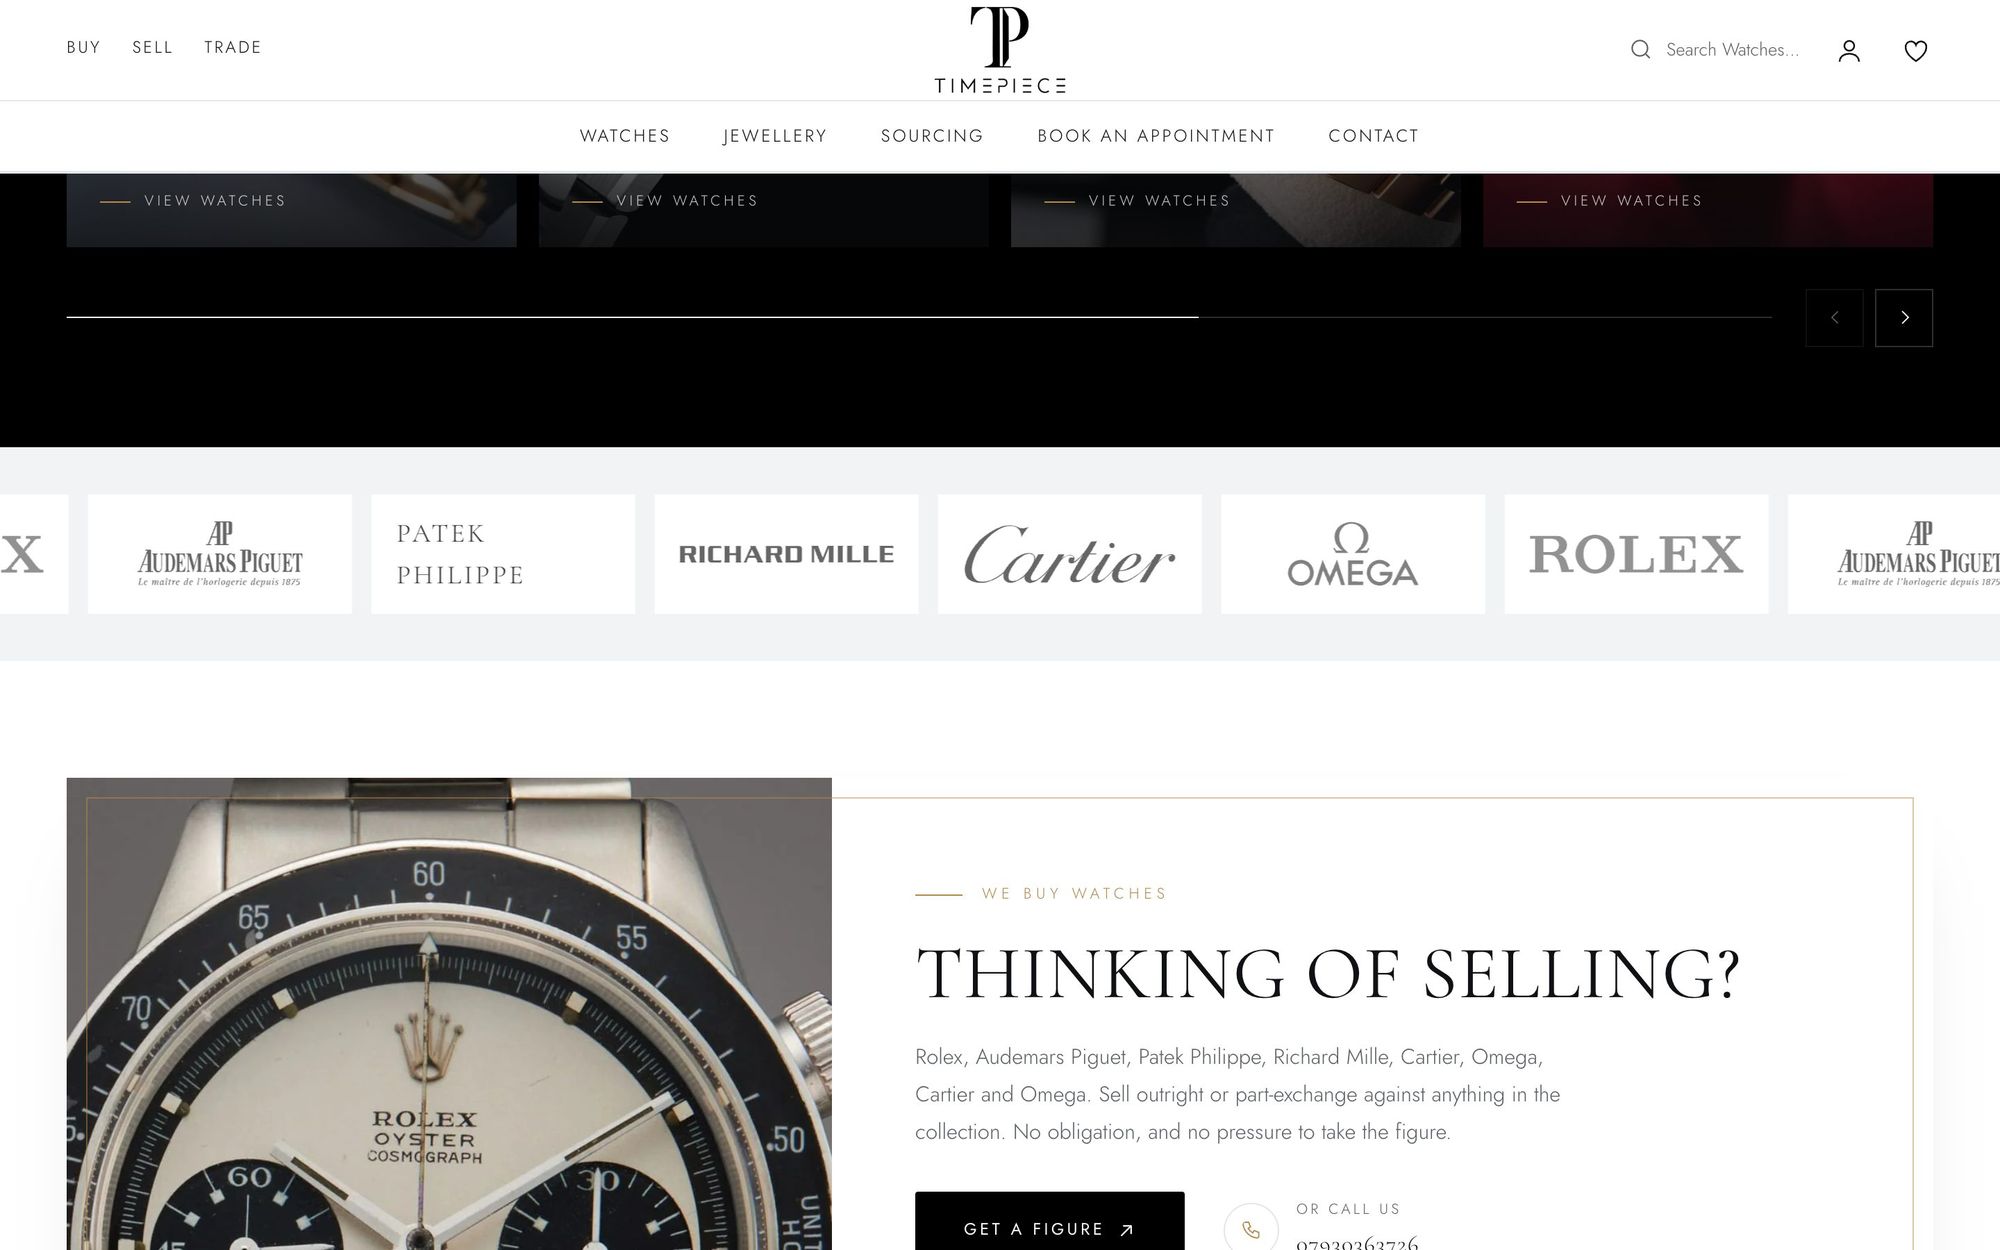 BUY SELL TRADE
TP
TIMEPIECE
Search Watches...
WATCHES JEWELLERY SOURCING BOOK AN APPOINTMENT CONTACT
VIEW WATCHES VIEW WATCHES VIEW WATCHES VIEW WATCHES
X
AP
AUDEMARS PIGUET
Le maître de l'horlogerie depuis 1875
PATEK
PHILIPPE
RICHARD MILLE
Cartier
Ω
OMEGA
ROLEX
AP
AUDEMARS PIGUET
Le maître de l'horlogerie depuis 1875
60
65
55
70
50
ROLEX
OYSTER
COSMOGRAPH
60
30
45
UNIT
HO
WE BUY WATCHES
THINKING OF SELLING?
Rolex, Audemars Piguet, Patek Philippe, Richard Mille, Cartier, Omega,
Cartier and Omega. Sell outright or part-exchange against anything in the
collection. No obligation, and no pressure to take the figure.
GET A FIGURE
OR CALL US
07939363726